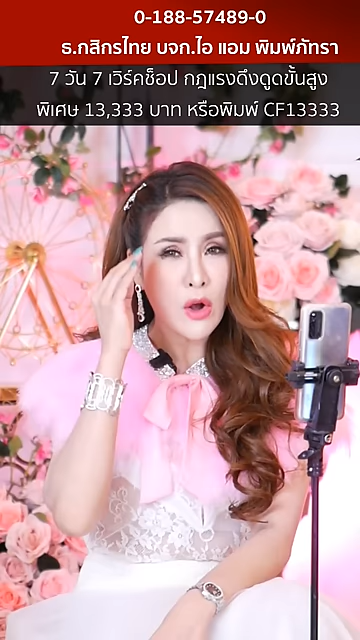 0-188-57489-0
ธ.กสิกรไทย บจก.ไอ แอม พิมพ์ภัทรา
7 วัน 7 เวิร์คช็อป กฎแรงดึงดูดขั้นสูง
พิเศษ 13,333 บาท หรือพิมพ์ CF13333